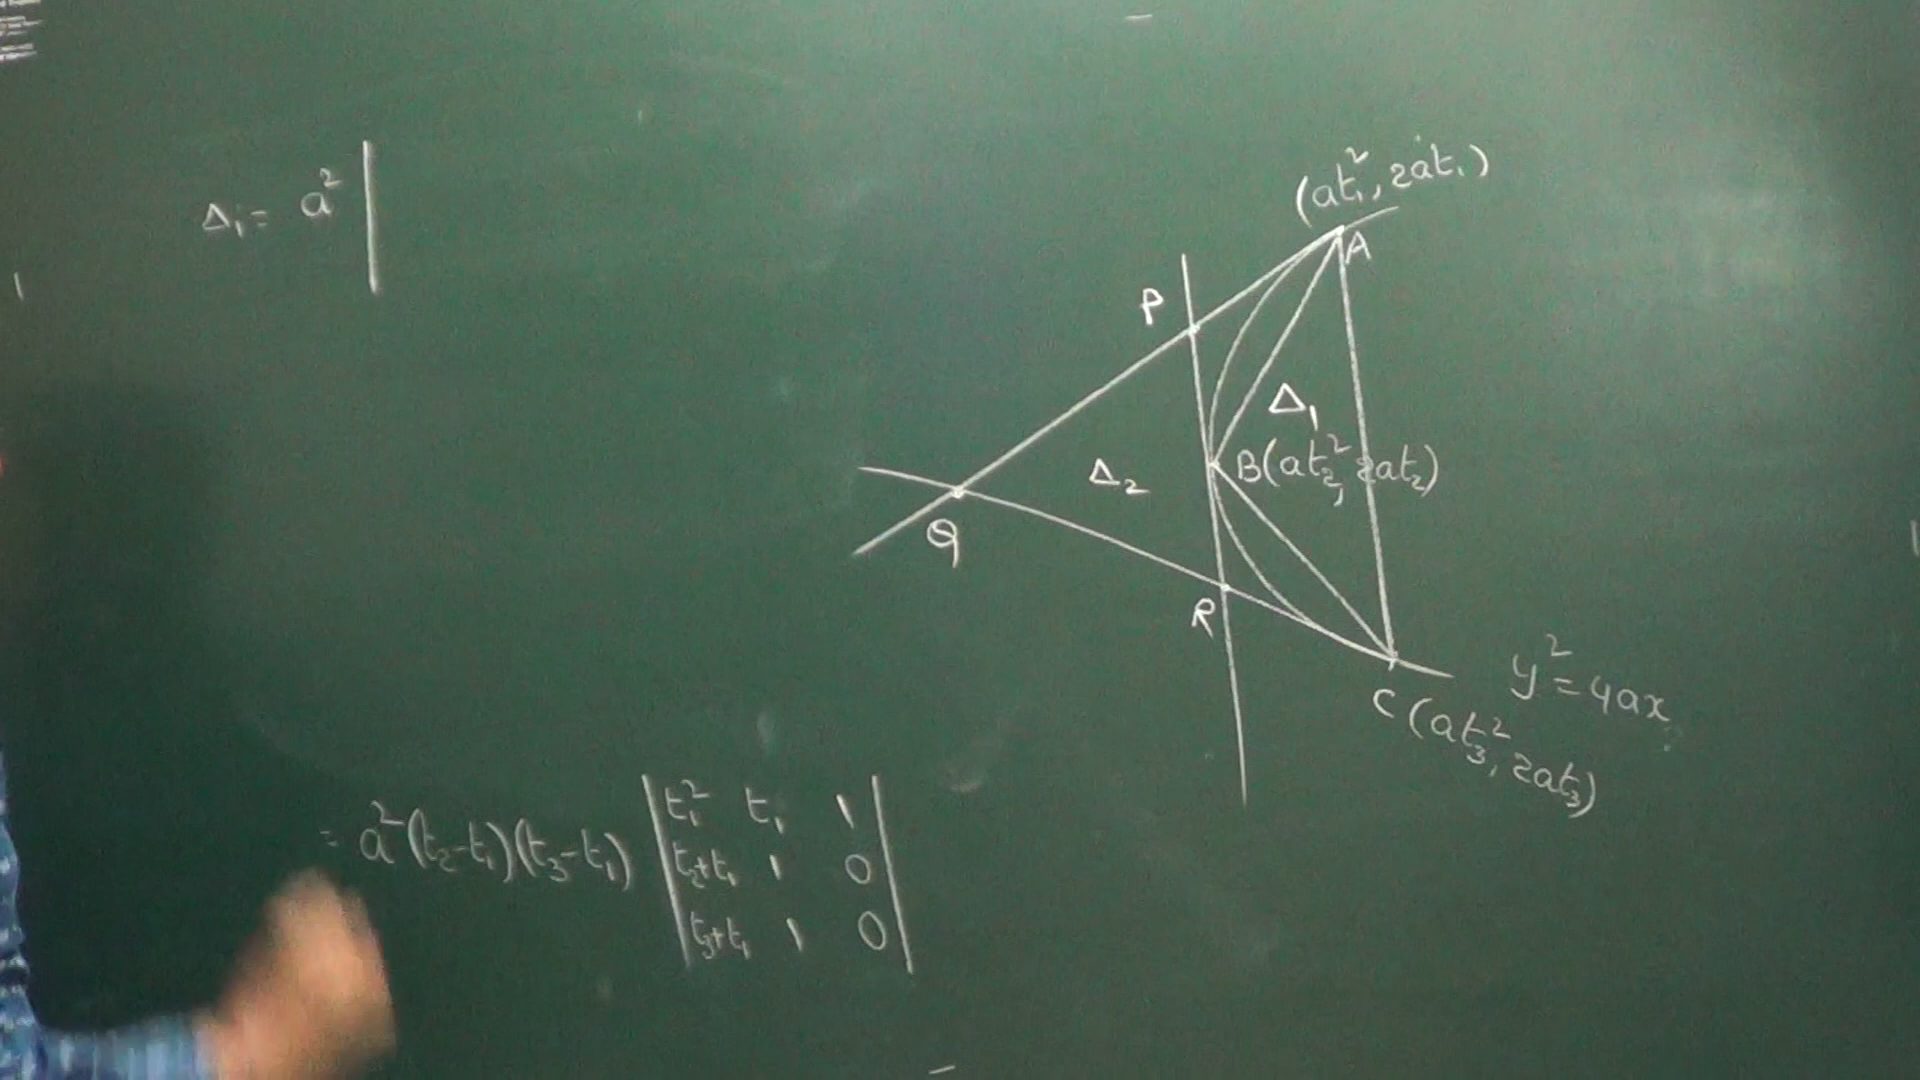 Δ₁ = a² |
(at₁², 2at₁)
A
P
Δ₁
B(at₂², 2at₂)
Δ₂
Q
R
y² = 4ax
C (at₃², 2at₃)
= a² (t₂-t₁)(t₃-t₁) | t₁² t₁ 1 |
| t₂+t₁ 1 0 |
| t₃+t₁ 1 0 |